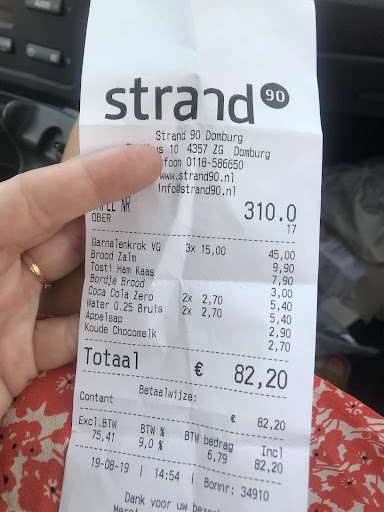 strand 90
Strand 90 Domburg
10 4357 ZG Domburg
0118-586650
www.strand90.nl
info@strand90.nl
NR 310.0
OBER 17
Garnalenkrok VG 3x 15,00 45,00
Brood Zalm 9,90
Tosti Ham Kaas 7,90
Bordje Brood 3,00
Coca Cola Zero 2x 2,70 5,40
Water 0.25 Bruis 2x 2,70 5,40
Appelsap 2,90
Koude Chocomelk 2,70
Totaal € 82,20
Betaalwijze:
Contant € 82,20
Excl.BTW BTW % BTW bedrag Incl
75,41 9,0 % 6,79 82,20
19-08-19 | 14:54 | Bonnr: 34910
Dank voor uw